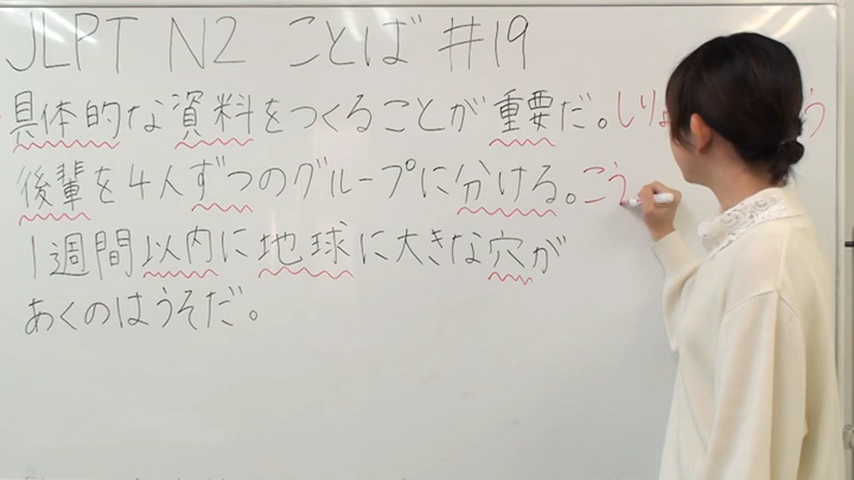 JLPT N2 ことば #19
具体的な資料をつくることが重要だ。しりょ う
後輩を4人ずつのグループに分ける。こう
1週間以内に地球に大きな穴が
あくのはうそだ。